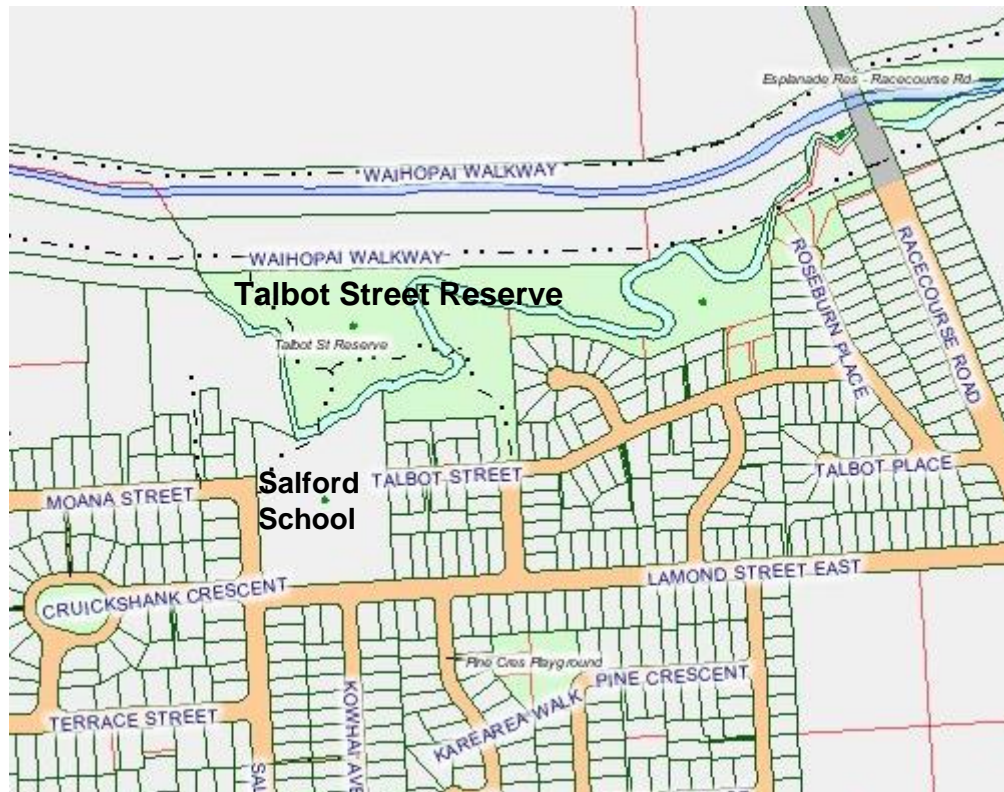 Esplanade Res - Racecourse Rd
WAIHOPAI WALKWAY
WAIHOPAI WALKWAY
Talbot Street Reserve
Talbot St Reserve
ROSEBURN PLACE
RACECOURSE ROAD
Salford
School
TALBOT STREET
TALBOT PLACE
MOANA STREET
LAMOND STREET EAST
CRUICKSHANK CRESCENT
Pine Cres Playground
PINE CRESCENT
KAREAREA WALK
TERRACE STREET
KOWHAI AVE
SAL